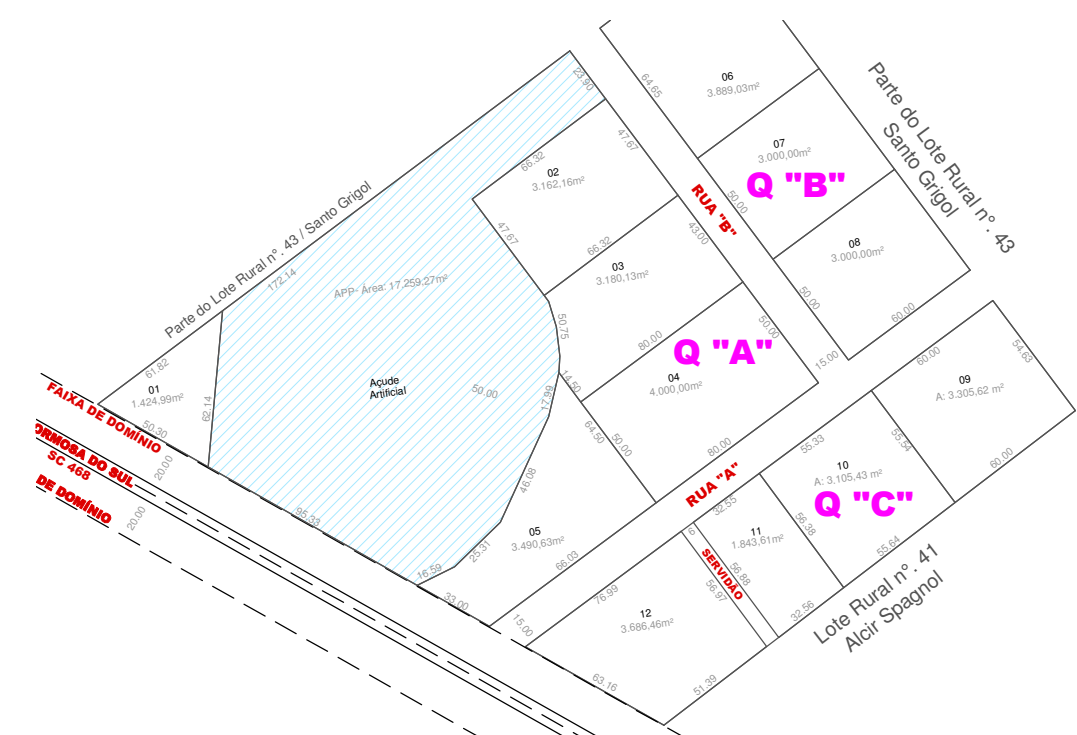 Parte do Lote Rural nº. 43 / Santo Grigol
172.14
61.82
01
1.424,99m²
50.30
62.14
APP- Área: 17.259.27m²
Açude
Artificial
50.00
95.33
16.59
25.31
46.08
17.99
50.75
14.50
23.90
66.32
02
3.162,16m²
47.67
47.67
66.32
03
3.180,13m²
43.00
80.00
Q "A"
04
4.000,00m²
50.00
50.00
64.50
80.00
05
3.490,63m²
66.03
33.00
15.00
RUA "B"
64.65
06
3.889,03m²
07
3.000,00m²
Q "B"
50.00
08
3.000,00m²
50.00
60.00
15.00
Parte do Lote Rural nº. 43
Santo Grigol
RUA "A"
60.00
54.63
09
A: 3.305.62 m²
60.00
55.33
55.54
10
A: 3.105,43 m²
Q "C"
55.64
32.55
56.38
11
1.843,61m²
56.88
32.56
6
SERVIDÃO
56.97
76.99
12
3.686,46m²
51.39
63.16
Lote Rural nº. 41
Alcir Spagnol
FAIXA DE DOMÍNIO
ORMOSA DO SUL
SC 468
DE DOMÍNIO
20.00
20.00